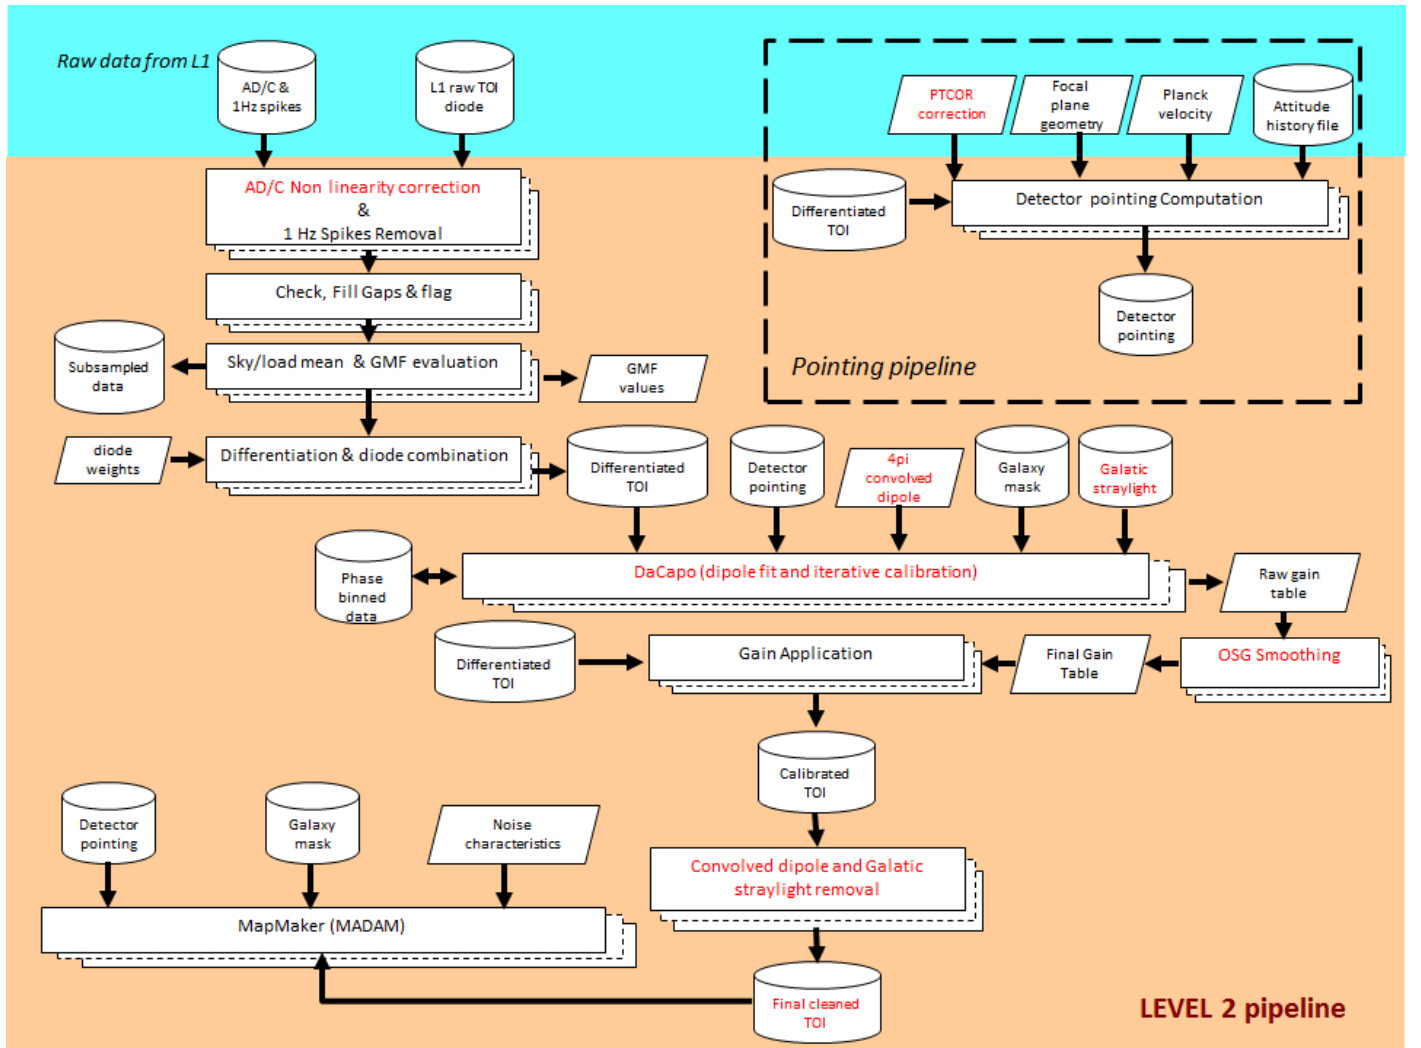 Raw data from L1
AD/C &
1Hz spikes
L1 raw TOI
diode
PTCOR
correction
Focal
plane
geometry
Planck
velocity
Attitude
history file
AD/C Non linearity correction
&
1 Hz Spikes Removal
Differentiated
TOI
Detector pointing Computation
Detector
pointing
Pointing pipeline
Check, Fill Gaps & flag
Subsampled
data
Sky/load mean & GMF evaluation
GMF
values
diode
weights
Differentiation & diode combination
Differentiated
TOI
Detector
pointing
4pi
convolved
dipole
Galaxy
mask
Galatic
straylight
Phase
binned
data
DaCapo (dipole fit and iterative calibration)
Raw gain
table
Differentiated
TOI
Gain Application
Final Gain
Table
OSG Smoothing
Calibrated
TOI
Detector
pointing
Galaxy
mask
Noise
characteristics
Convolved dipole and Galatic
straylight removal
MapMaker (MADAM)
Final cleaned
TOI
LEVEL 2 pipeline